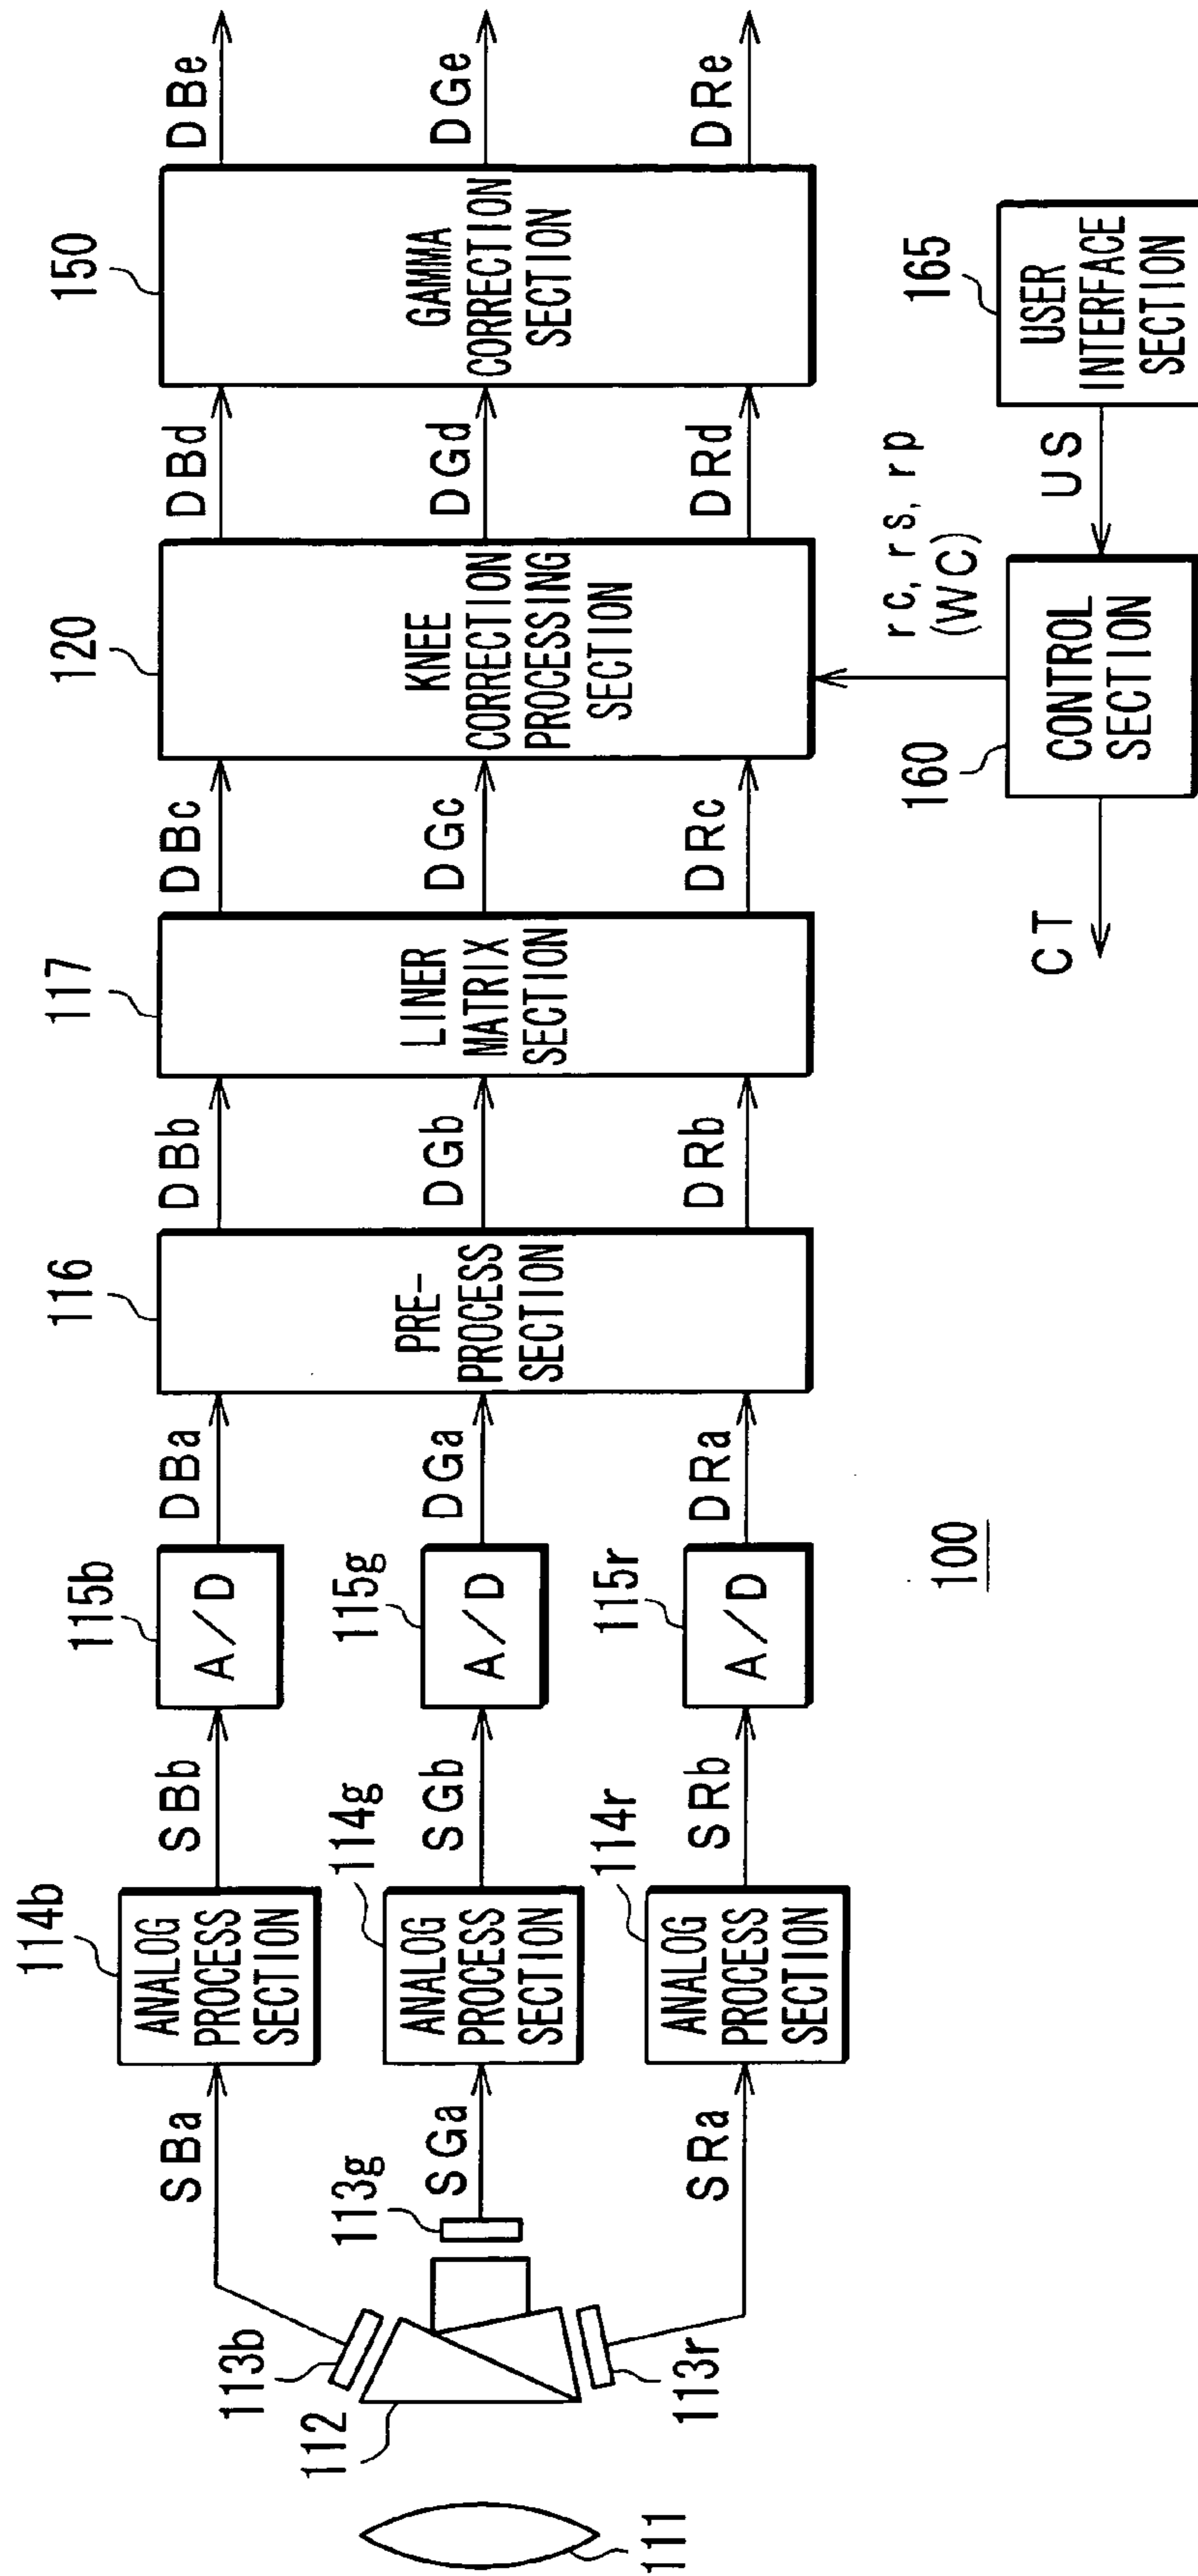 111
112
113b
113g
113r
SBa
SGa
SRa
114b
ANALOG
PROCESS
SECTION
114g
ANALOG
PROCESS
SECTION
114r
ANALOG
PROCESS
SECTION
SBb
SGb
SRb
115b
A/D
115g
A/D
115r
A/D
DBa
DGa
DRa
116
PRE-
PROCESS
SECTION
DBb
DGb
DRb
117
LINER
MATRIX
SECTION
DBc
DGc
DRc
120
KNEE
CORRECTION
PROCESSING
SECTION
DBd
DGd
DRd
150
GAMMA
CORRECTION
SECTION
DBe
DGe
DRe
rc, rs, rp
(WC)
CT
160
CONTROL
SECTION
US
165
USER
INTERFACE
SECTION
100